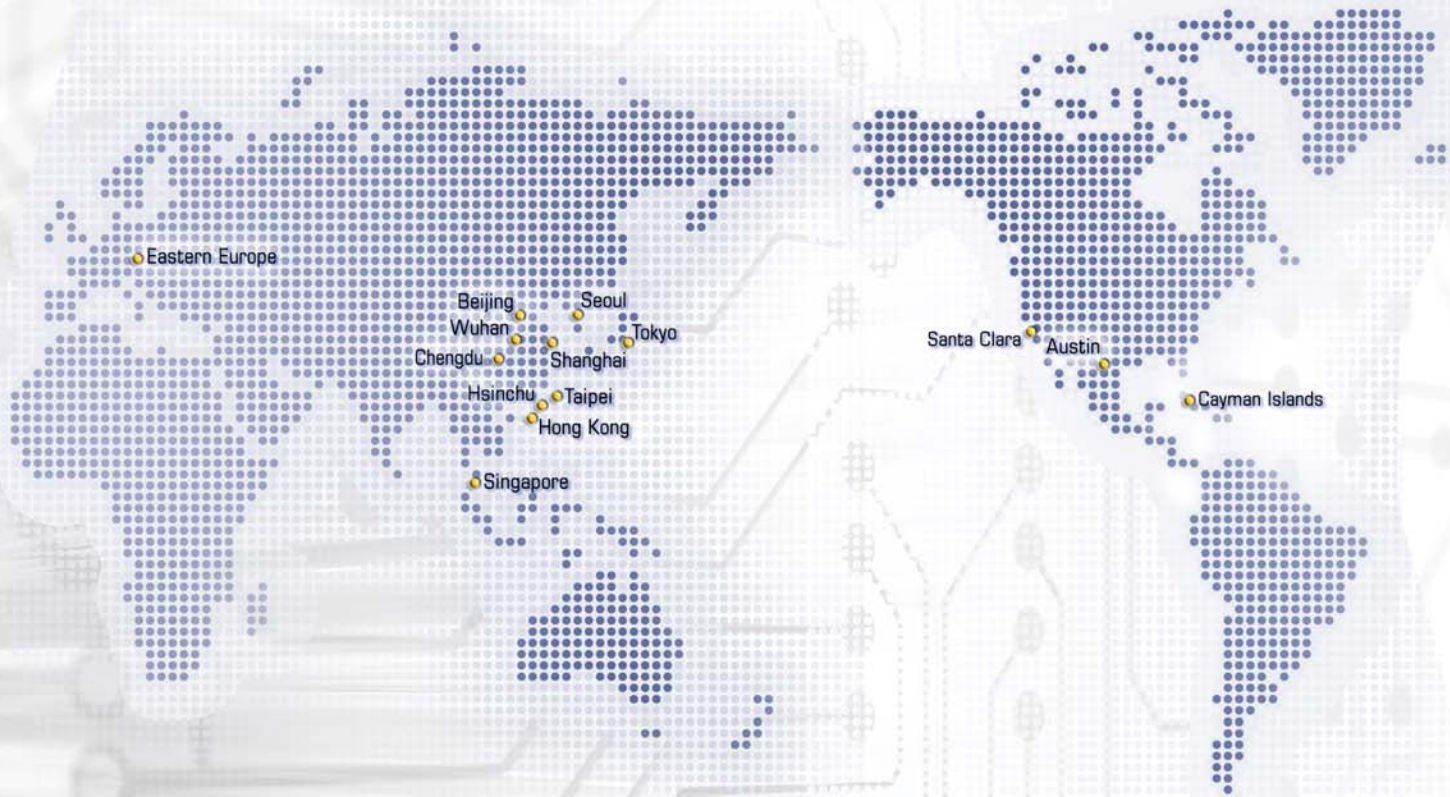 Eastern Europe
Beijing
Seoul
Wuhan
Tokyo
Chengdu
Shanghai
Hsinchu
Taipei
Hong Kong
Singapore
Santa Clara
Austin
Cayman Islands